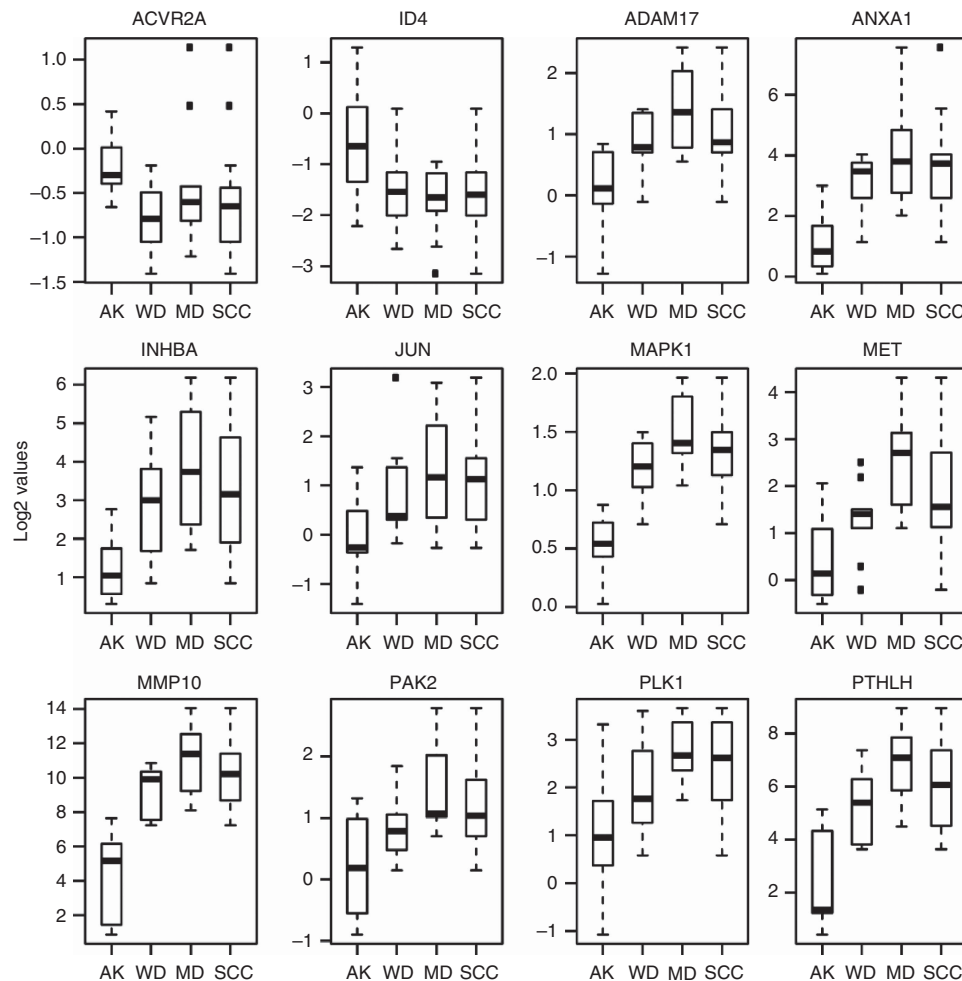 ACVR2A ID4 ADAM17 ANXA1
1.0 0.5 0.0 –0.5 –1.0 –1.5
0 –1 –2 –3
2 1 0 –1
6 4 2 0
AK WD MD SCC AK WD MD SCC AK WD MD SCC AK WD MD SCC
INHBA JUN MAPK1 MET
Log2 values
6 5 4 3 2 1
3 2 1 0 –1
2.0 1.5 1.0 0.5 0.0
4 3 2 1 0
AK WD MD SCC AK WD MD SCC AK WD MD SCC AK WD MD SCC
MMP10 PAK2 PLK1 PTHLH
14 12 10 8 6 4 2
2 1 0 –1
3 2 1 0 –1
8 6 4 2
AK WD MD SCC AK WD MD SCC AK WD MD SCC AK WD MD SCC